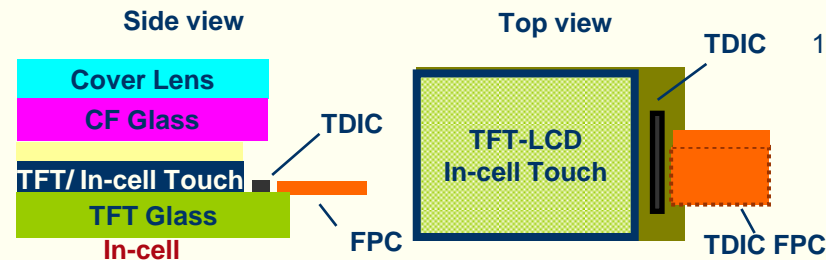 Side view
Cover Lens
CF Glass
TDIC
TFT/ In-cell Touch
TFT Glass
FPC
In-cell
Top view
TDIC
1
TFT-LCD
In-cell Touch
TDIC FPC